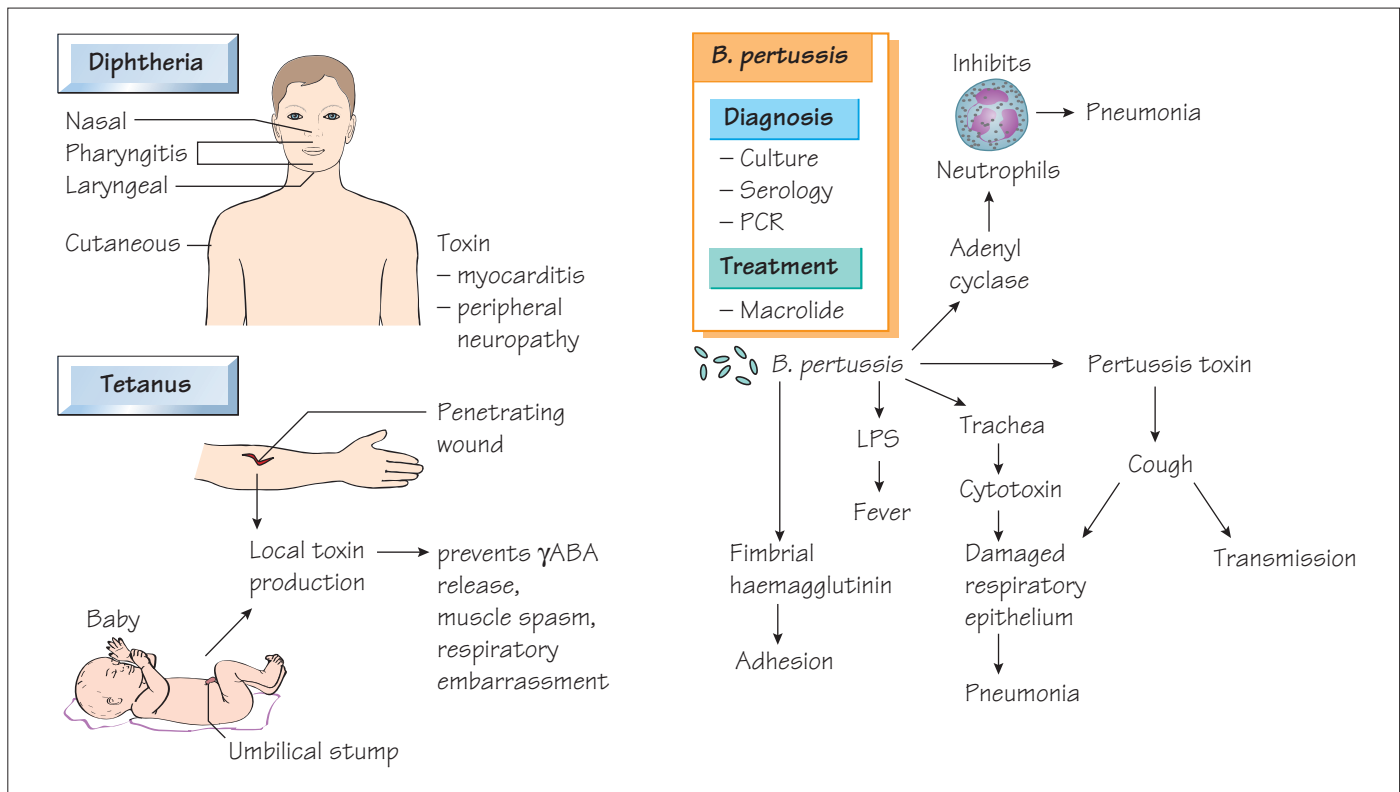 Diphtheria
Nasal
Pharyngitis
Laryngeal
Cutaneous
Toxin
– myocarditis
– peripheral
neuropathy
Tetanus
Penetrating
wound
Local toxin
production
prevents γABA
release,
muscle spasm,
respiratory
embarrassment
Baby
Umbilical stump
B. pertussis
Diagnosis
– Culture
– Serology
– PCR
Treatment
– Macrolide
Inhibits
Neutrophils
Pneumonia
Adenyl
cyclase
B. pertussis
Pertussis toxin
LPS
Fever
Trachea
Cytotoxin
Cough
Fimbrial
haemagglutinin
Adhesion
Damaged
respiratory
epithelium
Pneumonia
Transmission